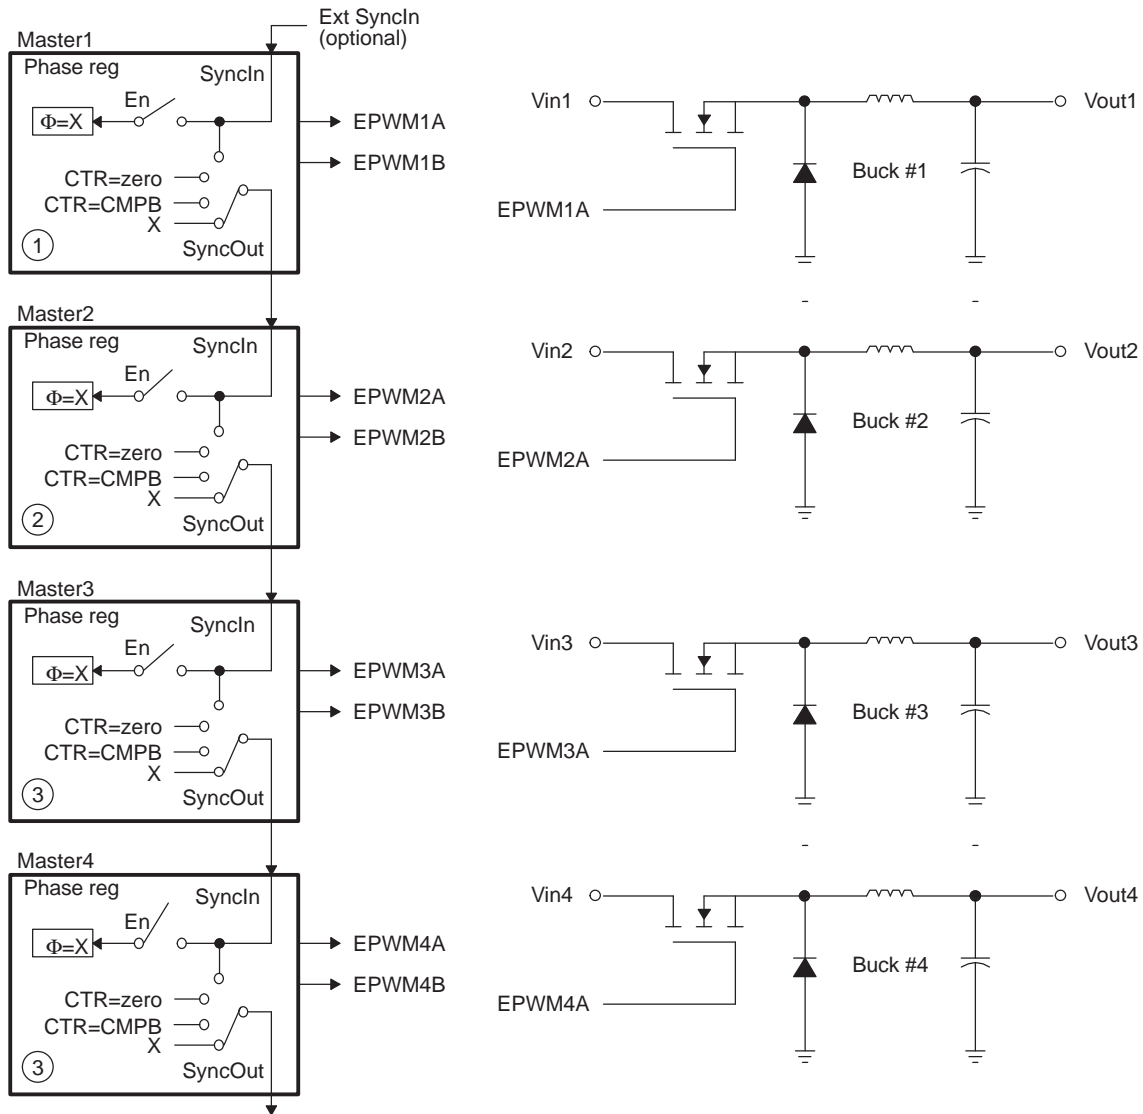 Ext SyncIn
(optional)
Master1
Phase reg
SyncIn
En
Φ=X
EPWM1A
EPWM1B
CTR=zero
CTR=CMPB
X
SyncOut
1
Vin1
Vout1
Buck #1
EPWM1A
Master2
Phase reg
SyncIn
En
Φ=X
EPWM2A
EPWM2B
CTR=zero
CTR=CMPB
X
SyncOut
2
Vin2
Vout2
Buck #2
EPWM2A
Master3
Phase reg
SyncIn
En
Φ=X
EPWM3A
EPWM3B
CTR=zero
CTR=CMPB
X
SyncOut
3
Vin3
Vout3
Buck #3
EPWM3A
Master4
Phase reg
SyncIn
En
Φ=X
EPWM4A
EPWM4B
CTR=zero
CTR=CMPB
X
SyncOut
3
Vin4
Vout4
Buck #4
EPWM4A